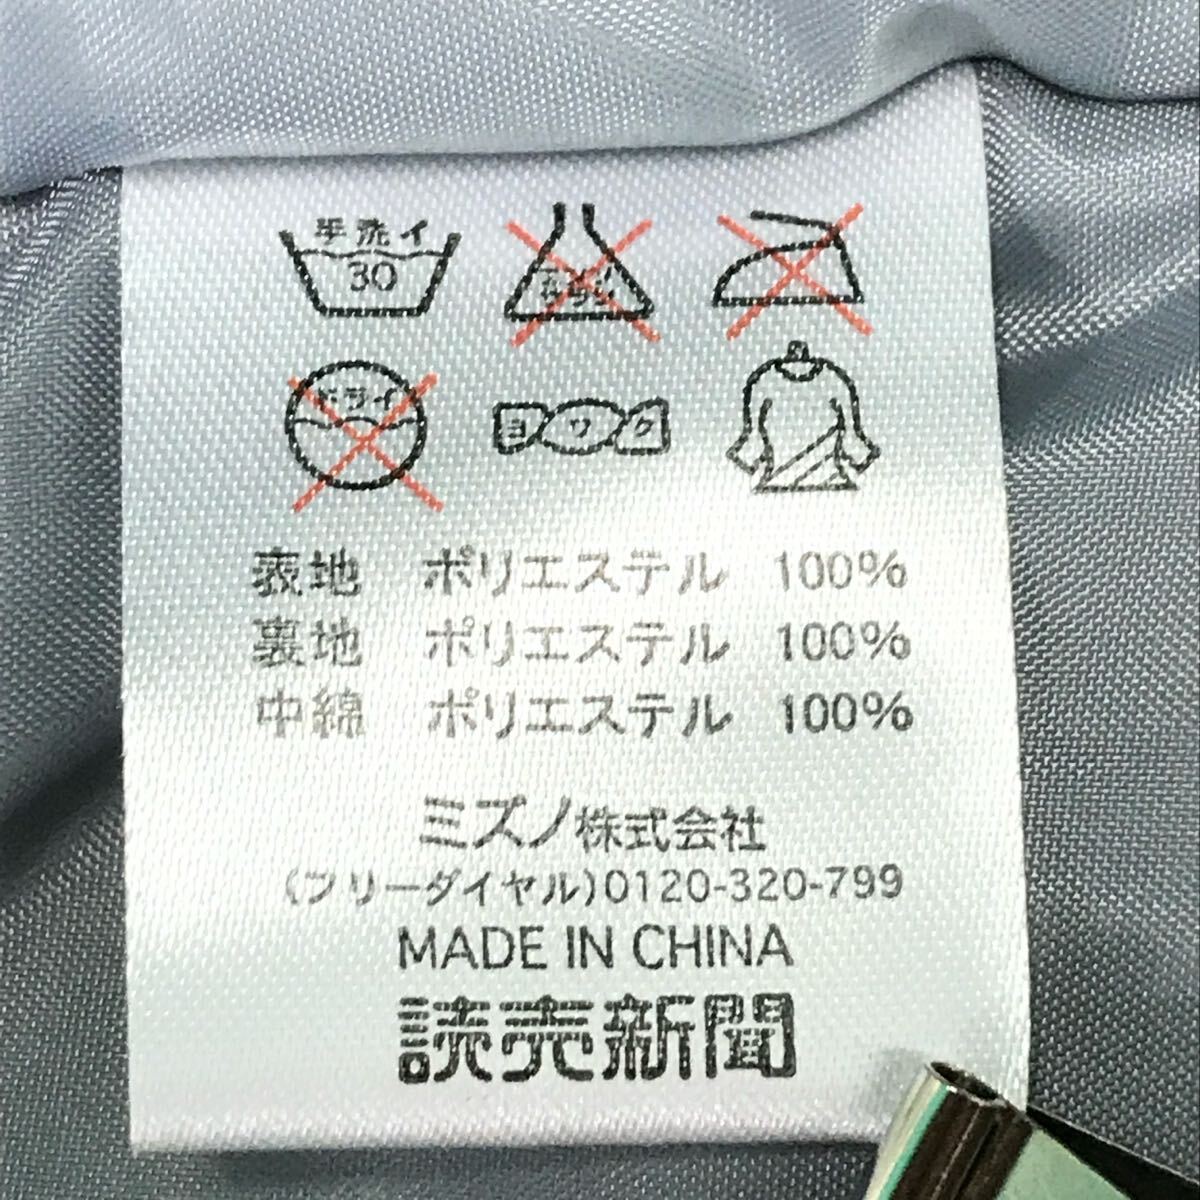 手洗イ
30
エンソ
サラシ
ドライ
ヨワク
表地 ポリエステル 100%
裏地 ポリエステル 100%
中綿 ポリエステル 100%
ミズノ株式会社
(フリーダイヤル)0120-320-799
MADE IN CHINA
読売新聞